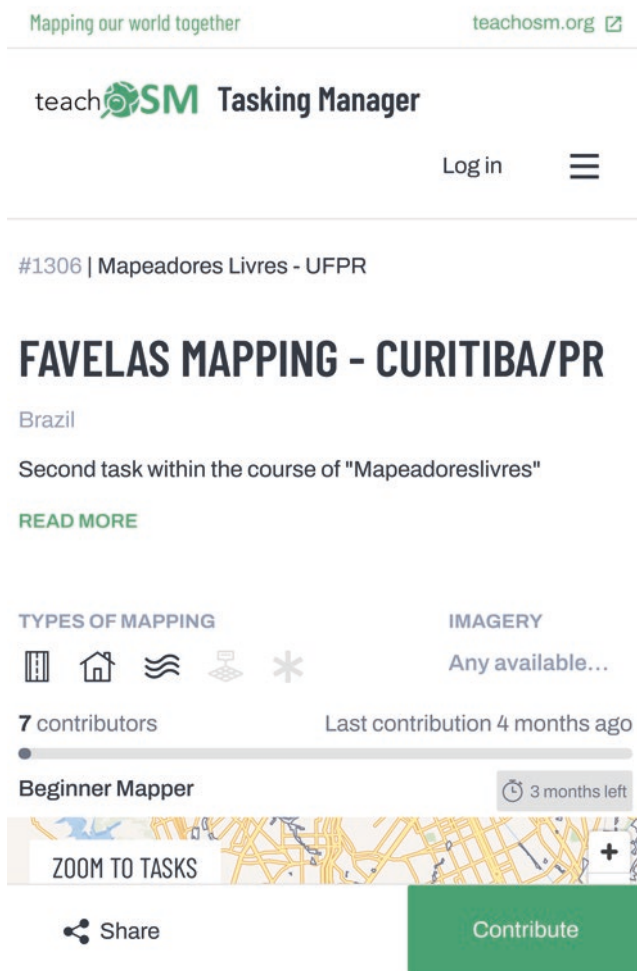 Mapping our world together
teachosm.org
teachOSM Tasking Manager
Log in
#1306 | Mapeadores Livres - UFPR
FAVELAS MAPPING - CURITIBA/PR
Brazil
Second task within the course of "Mapeadoreslivres"
READ MORE
TYPES OF MAPPING
IMAGERY
Any available...
7 contributors
Last contribution 4 months ago
Beginner Mapper
3 months left
ZOOM TO TASKS
+
Share
Contribute